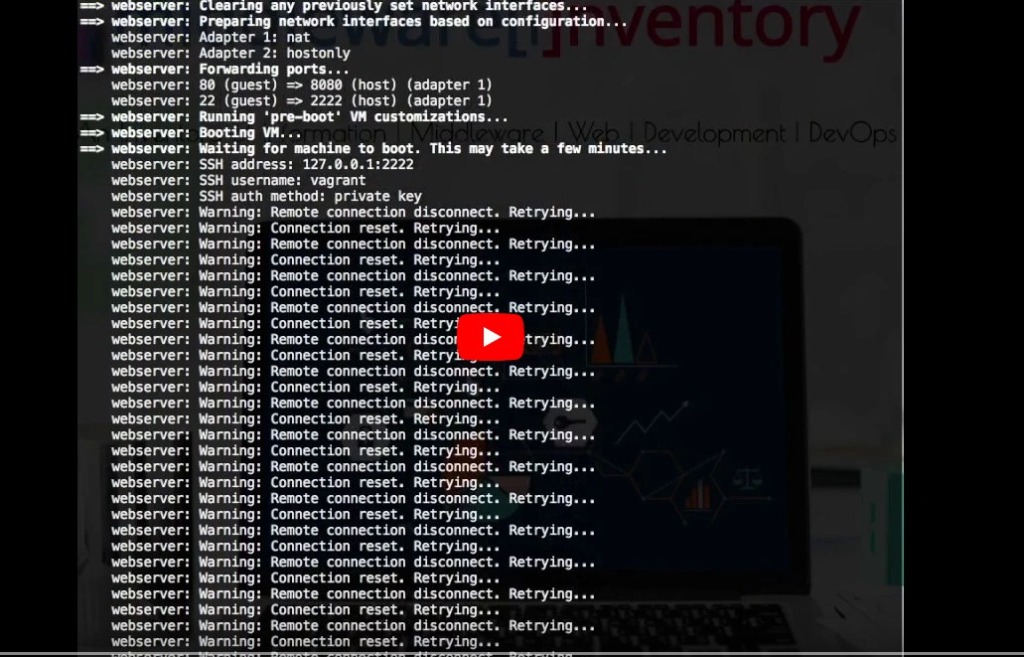 ==> webserver: Clearing any previously set network interfaces...
==> webserver: Preparing network interfaces based on configuration...
webserver: Adapter 1: nat
webserver: Adapter 2: hostonly
==> webserver: Forwarding ports...
webserver: 80 (guest) => 8080 (host) (adapter 1)
webserver: 22 (guest) => 2222 (host) (adapter 1)
==> webserver: Running 'pre-boot' VM customizations...
==> webserver: Booting VM...
formation | Middleware | Web | Development | DevOps
==> webserver: Waiting for machine to boot. This may take a few minutes...
webserver: SSH address: 127.0.0.1:2222
webserver: SSH username: vagrant
webserver: SSH auth method: private key
webserver: Warning: Remote connection disconnect. Retrying...
webserver: Warning: Connection reset. Retrying...
webserver: Warning: Remote connection disconnect. Retrying...
webserver: Warning: Connection reset. Retrying...
webserver: Warning: Remote connection disconnect. Retrying...
webserver: Warning: Connection reset. Retrying...
webserver: Warning: Remote connection disconnect. Retrying...
webserver: Warning: Connection reset. Retryi
webserver: Warning: Remote connection discon trying...
webserver: Warning: Connection reset. Retrying...
webserver: Warning: Remote connection disconnect. Retrying...
webserver: Warning: Connection reset. Retrying...
webserver: Warning: Remote connection disconnect. Retrying...
webserver: Warning: Connection reset. Retrying...
webserver: Warning: Remote connection disconnect. Retrying...
webserver: Warning: Connection reset. Retrying...
webserver: Warning: Remote connection disconnect. Retrying...
webserver: Warning: Connection reset. Retrying...
webserver: Warning: Remote connection disconnect. Retrying...
webserver: Warning: Connection reset. Retrying...
webserver: Warning: Remote connection disconnect. Retrying...
webserver: Warning: Connection reset. Retrying...
webserver: Warning: Remote connection disconnect. Retrying...
webserver: Warning: Connection reset. Retrying...
webserver: Warning: Remote connection disconnect. Retrying...
webserver: Warning: Connection reset. Retrying...
webserver: Warning: Remote connection disconnect. Retrying...
webserver: Warning: Connection reset. Retrying...